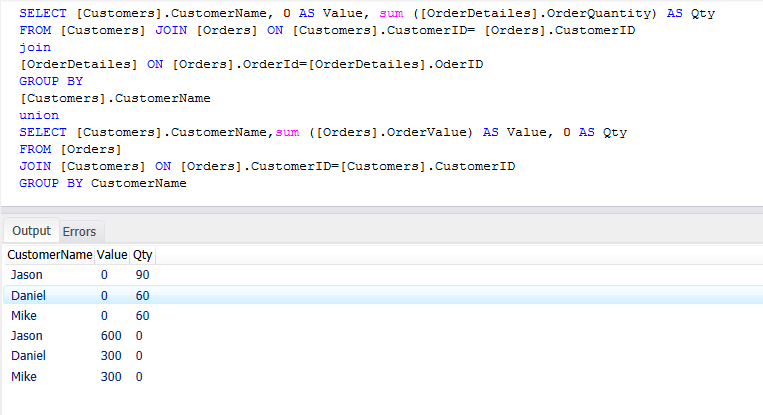 SELECT [Customers].CustomerName, 0 AS Value, sum ([OrderDetailes].OrderQuantity) AS Qty
FROM [Customers] JOIN [Orders] ON [Customers].CustomerID= [Orders].CustomerID
join
[OrderDetailes] ON [Orders].OrderId=[OrderDetailes].OderID
GROUP BY
[Customers].CustomerName
union
SELECT [Customers].CustomerName,sum ([Orders].OrderValue) AS Value, 0 AS Qty
FROM [Orders]
JOIN [Customers] ON [Orders].CustomerID=[Customers].CustomerID
GROUP BY CustomerName
Output Errors
CustomerName Value Qty
Jason 0 90
Daniel 0 60
Mike 0 60
Jason 600 0
Daniel 300 0
Mike 300 0